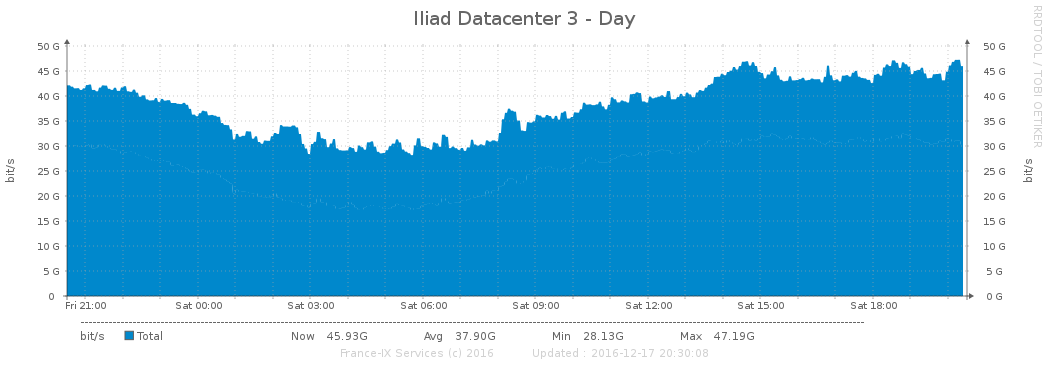 Iliad Datacenter 3 - Day
RRDTOOL / TOBI OETIKER
50 G 50 G
45 G 45 G
40 G 40 G
35 G 35 G
30 G 30 G
25 G 25 G
20 G 20 G
15 G 15 G
10 G 10 G
5 G 5 G
0 0 G
bit/s
bit/s
Fri 21:00 Sat 00:00 Sat 03:00 Sat 06:00 Sat 09:00 Sat 12:00 Sat 15:00 Sat 18:00
bit/s Total Now 45.93G Avg 37.90G Min 28.13G Max 47.19G
France-IX Services (c) 2016 Updated : 2016-12-17 20:30:08